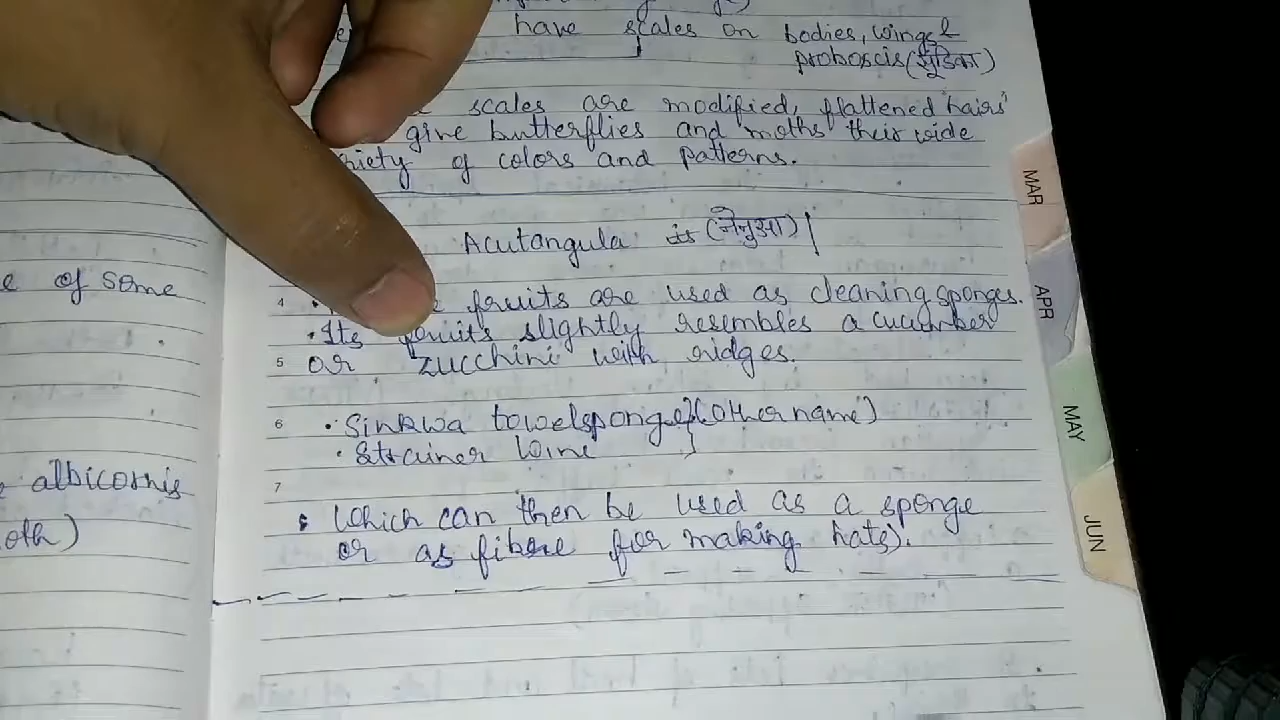 have scales on bodies, wing &
proboscis (सूंडिका)
scales are modified, flattened 'hairs'
give butterflies and moths their wide
of colors and patterns.
Acutangula is (नेनुआ)
4 fruits are used as cleaning sponges.
• Its fruits slightly resembles a cucumber
5 or zucchini with ridges.
6 • Sinkwa towelsponge } (other name)
• Strainer Wine
7
Which can then be used as a sponge
or as fibre for making hats).
e of some
albicornis
oth)
MAR
APR
MAY
JUN